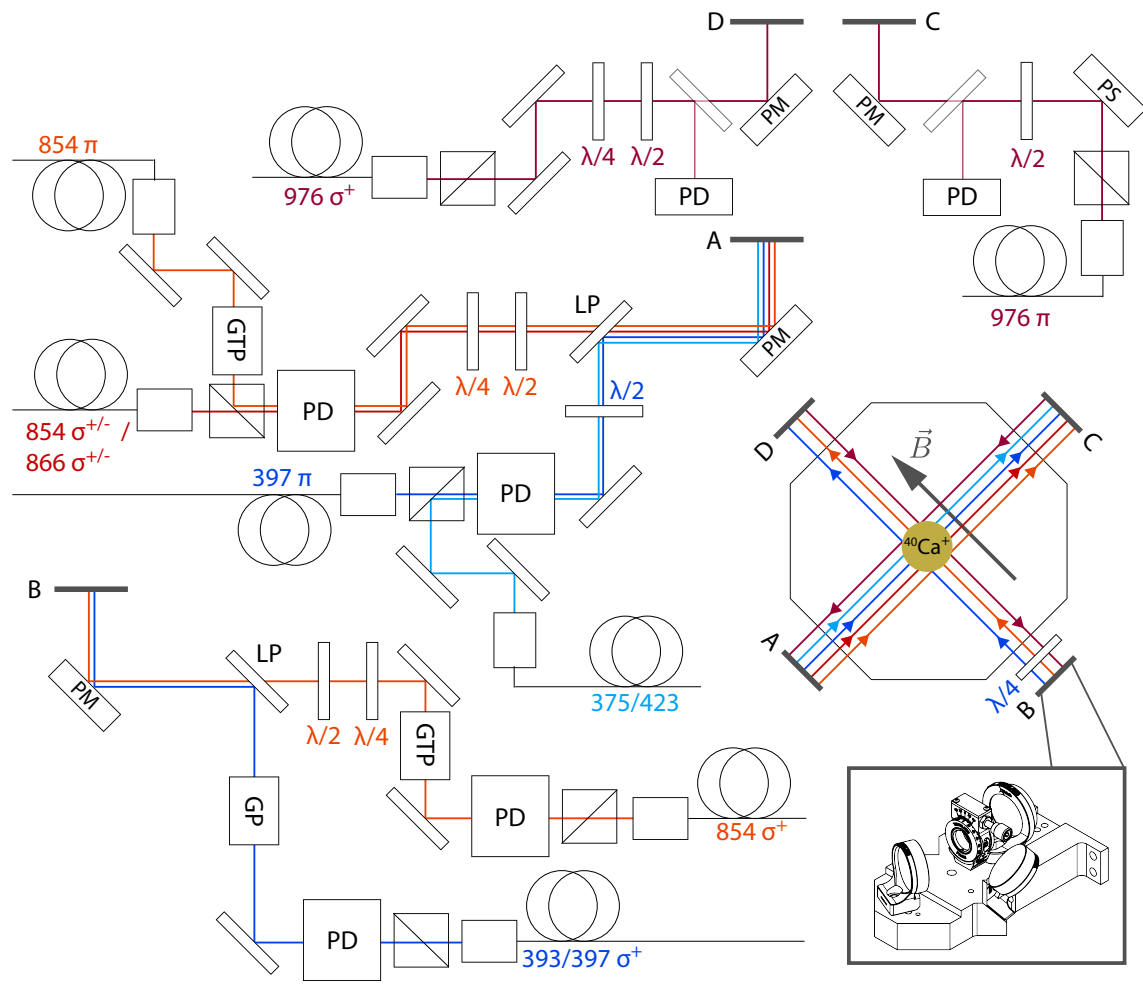 D
C
PS
854 π
PM
PM
λ/4
λ/2
λ/2
976 σ⁺
PD
PD
A
976 π
LP
GTP
PM
λ/4
λ/2
λ/2
PD
854 σ⁺ᐟ⁻ /
866 σ⁺ᐟ⁻
D
B⃗
C
397 π
PD
⁴⁰Ca⁺
B
A
LP
λ/4
B
PM
375/423
λ/2
λ/4
GTP
GP
PD
854 σ⁺
PD
393/397 σ⁺